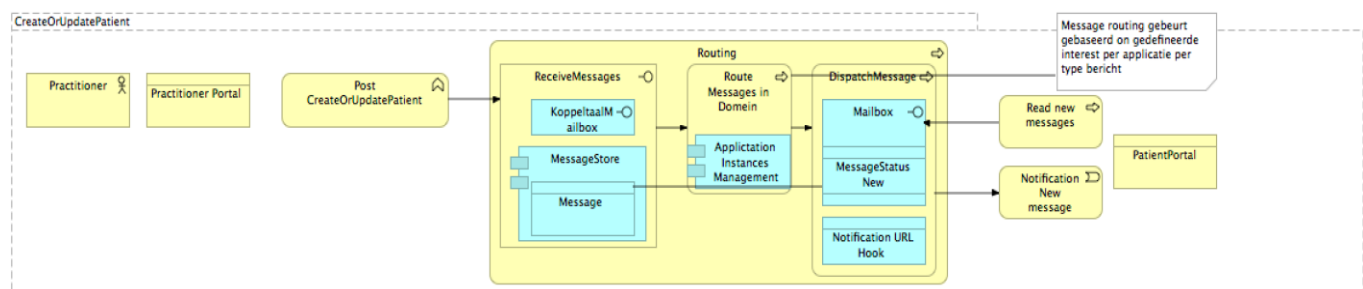 CreateOrUpdatePatient
Message routing gebeurt
gebaseerd on gedefineerde
interest per applicatie per
type bericht
Practitioner
Practitioner Portal
Post
CreateOrUpdatePatient
Routing
ReceiveMessages
KoppeltaalM
ailbox
MessageStore
Message
Route
Messages in
Domain
Applictation
Instances
Management
DispatchMessage
Mailbox
MessageStatus
New
Notification URL
Hook
Read new
messages
Notification
New
message
PatientPortal